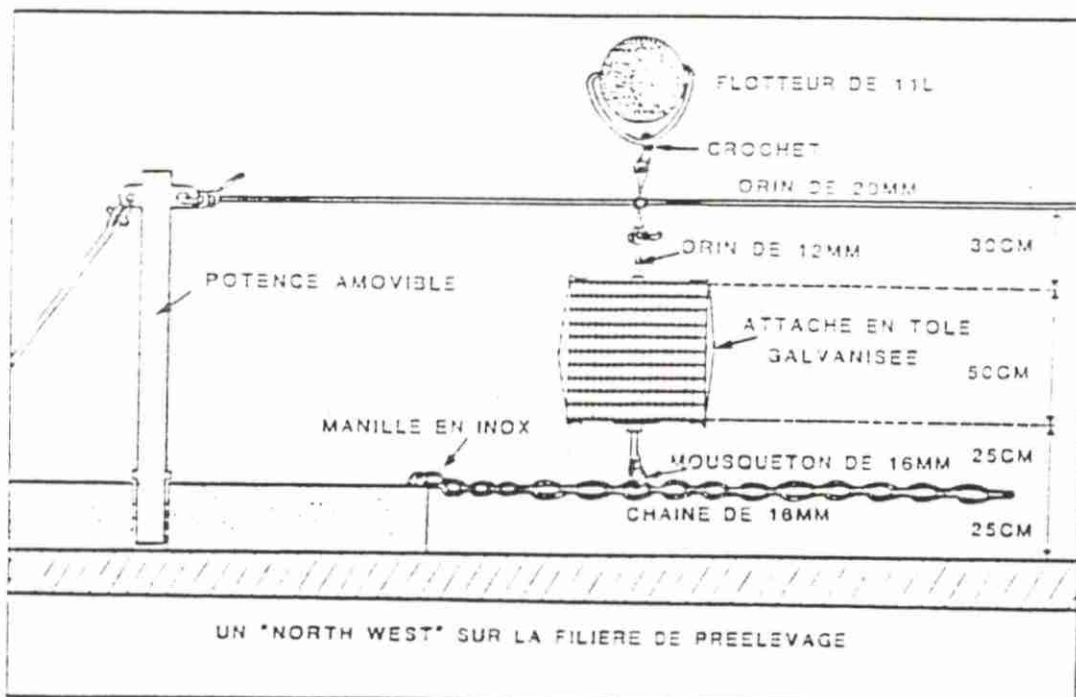 FLOTTEUR DE 11L
CROCHET
ORIN DE 20MM
30CM
ORIN DE 12MM
POTENCE AMOVIBLE
ATTACHE EN TOLE
GALVANISEE
50CM
MANILLE EN INOX
MOUSQUETON DE 16MM
25CM
CHAINE DE 16MM
25CM
UN "NORTH WEST" SUR LA FILIERE DE PREELEVAGE